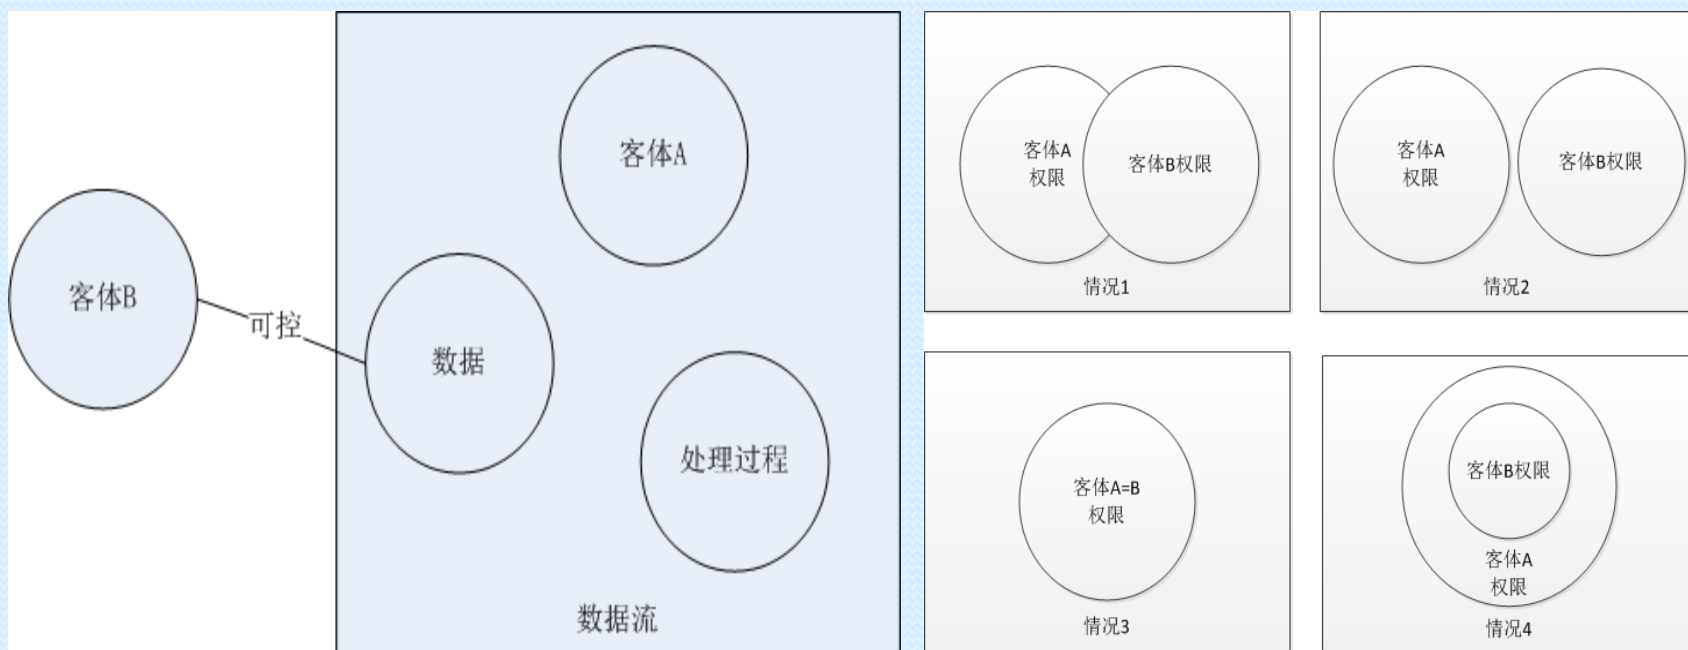 客体A
客体B
可控
数据
处理过程
数据流
客体A
权限
客体B权限
情况1
客体A
权限
客体B权限
情况2
客体A=B
权限
情况3
客体B权限
客体A
权限
情况4